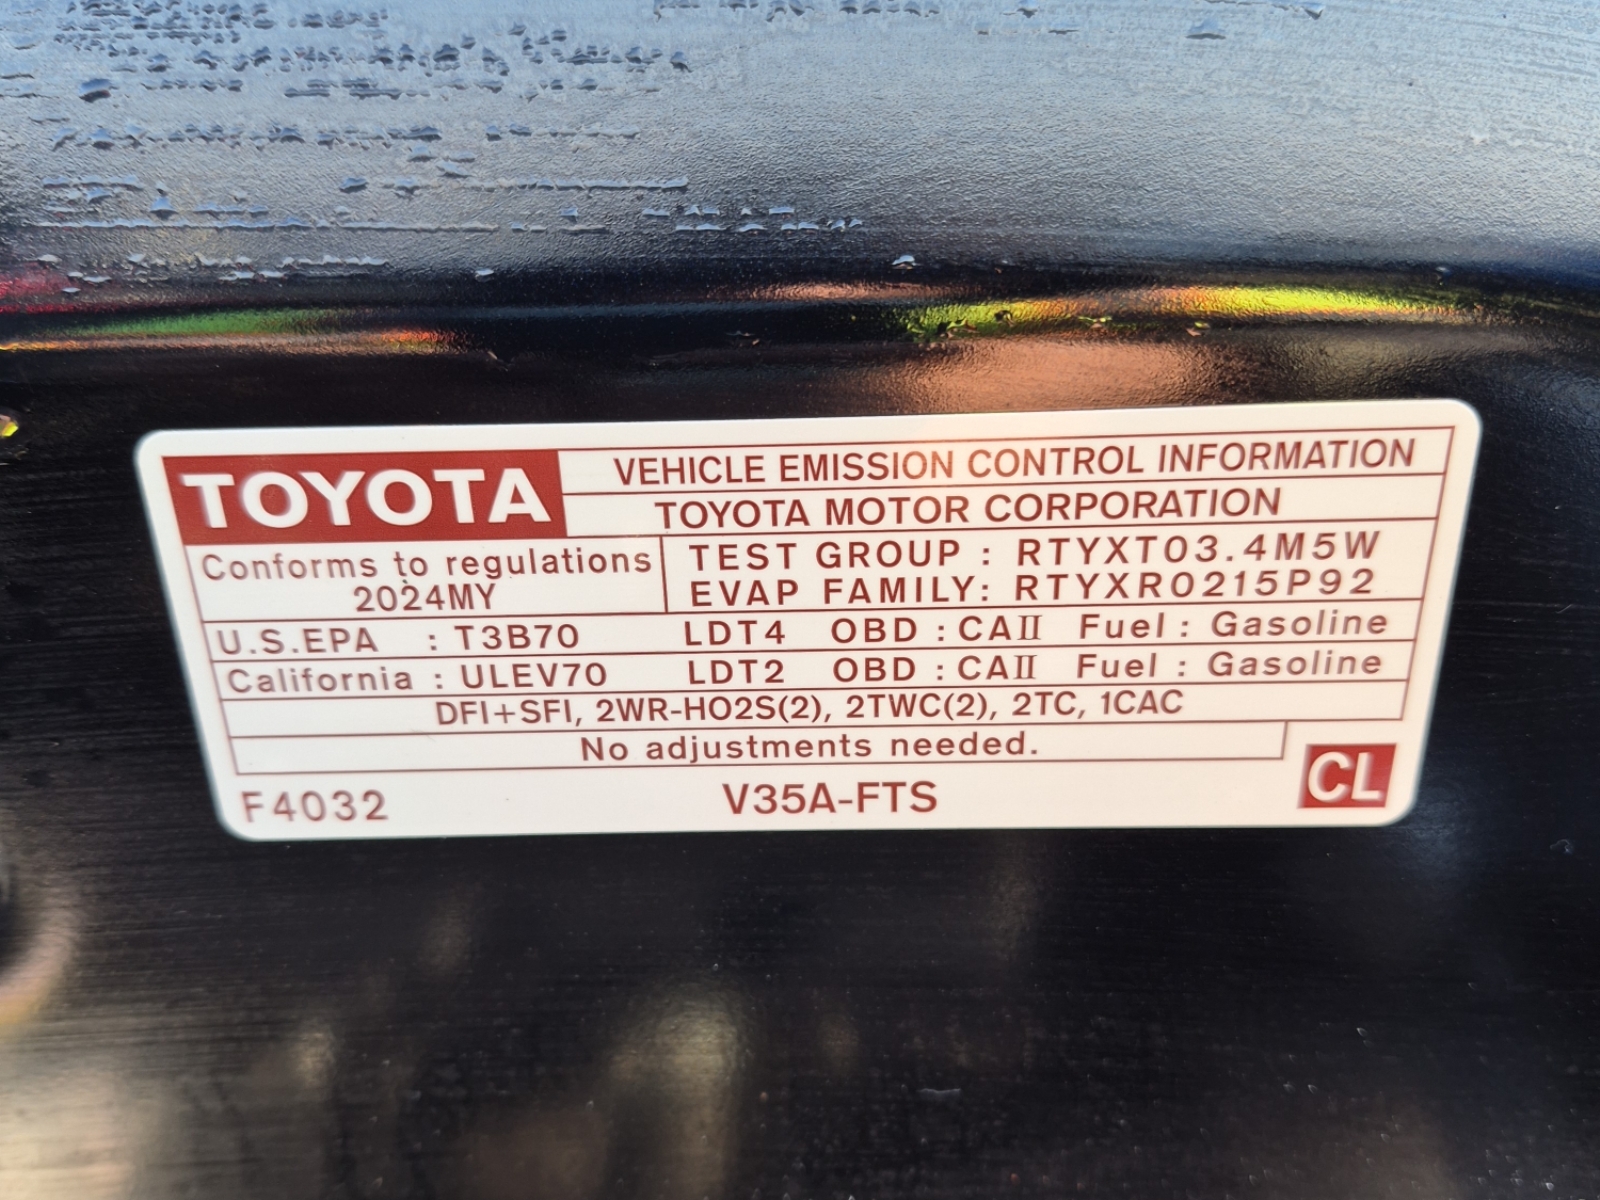 TOYOTA
VEHICLE EMISSION CONTROL INFORMATION
TOYOTA MOTOR CORPORATION
Conforms to regulations
2024MY
TEST GROUP : RTYXT03.4M5W
EVAP FAMILY: RTYXR0215P92
U.S.EPA : T3B70 LDT4 OBD : CAII Fuel : Gasoline
California : ULEV70 LDT2 OBD : CAII Fuel : Gasoline
DFI+SFI, 2WR-HO2S(2), 2TWC(2), 2TC, 1CAC
No adjustments needed.
F4032 V35A-FTS CL